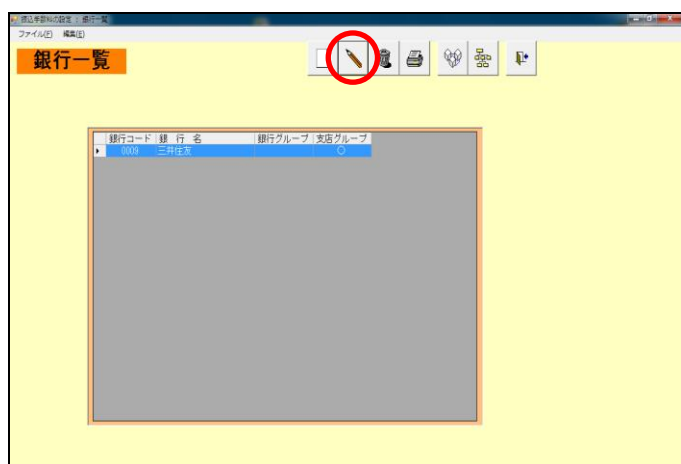 振込手数料の設定 : 銀行一覧
ファイル(F) 編集(E)
銀行一覧
銀行コード 銀 行 名 銀行グループ 支店グループ
0009 三井住友 ○